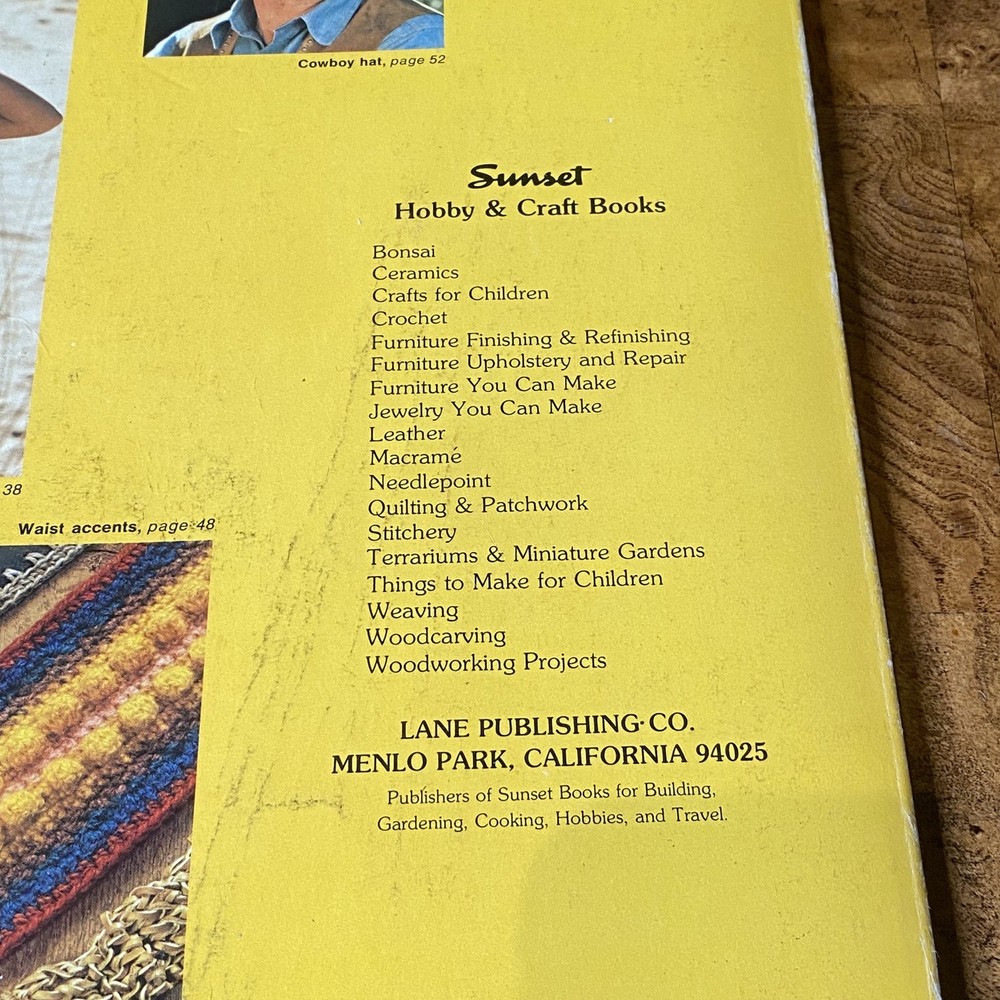 Cowboy hat, page 52
Sunset
Hobby & Craft Books
Bonsai
Ceramics
Crafts for Children
Crochet
Furniture Finishing & Refinishing
Furniture Upholstery and Repair
Furniture You Can Make
Jewelry You Can Make
Leather
Macramé
Needlepoint
Quilting & Patchwork
Stitchery
Terrariums & Miniature Gardens
Things to Make for Children
Weaving
Woodcarving
Woodworking Projects
38
Waist accents, page 48
LANE PUBLISHING CO.
MENLO PARK, CALIFORNIA 94025
Publishers of Sunset Books for Building,
Gardening, Cooking, Hobbies, and Travel.